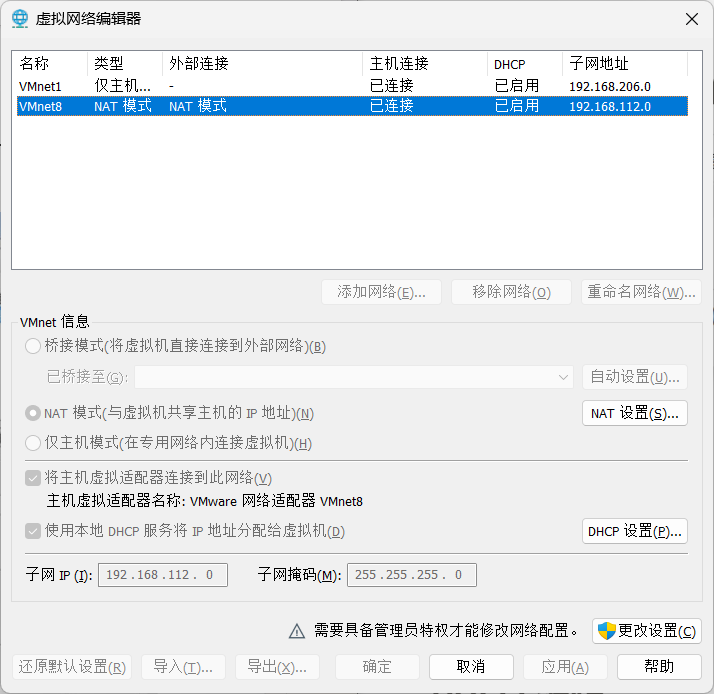 虚拟网络编辑器
名称 类型 外部连接 主机连接 DHCP 子网地址
VMnet1 仅主机... - 已连接 已启用 192.168.206.0
VMnet8 NAT 模式 NAT 模式 已连接 已启用 192.168.112.0
添加网络(E)... 移除网络(O) 重命名网络(W)...
VMnet 信息
桥接模式(将虚拟机直接连接到外部网络)(B)
已桥接至(G): 自动设置(U)...
NAT 模式(与虚拟机共享主机的 IP 地址)(N) NAT 设置(S)...
仅主机模式(在专用网络内连接虚拟机)(H)
将主机虚拟适配器连接到此网络(V)
主机虚拟适配器名称: VMware 网络适配器 VMnet8
使用本地 DHCP 服务将 IP 地址分配给虚拟机(D) DHCP 设置(P)...
子网 IP (I): 192.168.112. 0 子网掩码(M): 255.255.255. 0
需要具备管理员特权才能修改网络配置。 更改设置(C)
还原默认设置(R) 导入(T)... 导出(X)... 确定 取消 应用(A) 帮助